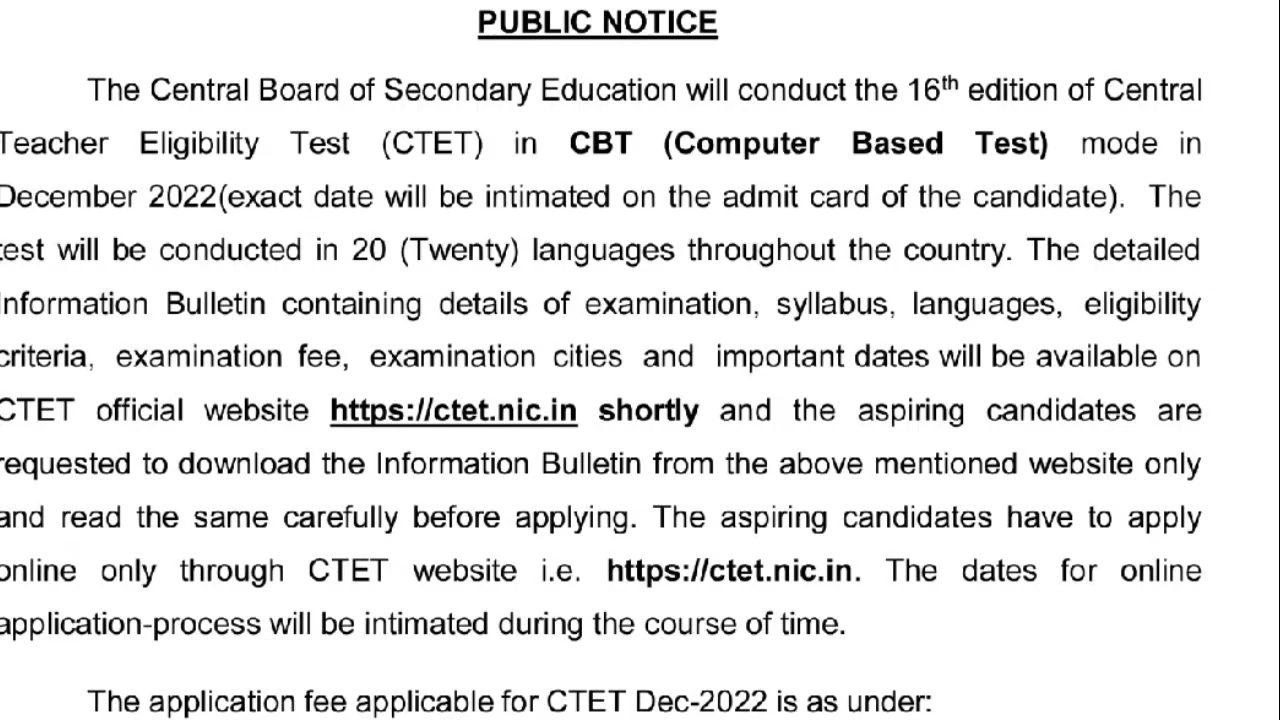 PUBLIC NOTICE
The Central Board of Secondary Education will conduct the 16th edition of Central
Teacher Eligibility Test (CTET) in CBT (Computer Based Test) mode in
December 2022(exact date will be intimated on the admit card of the candidate). The
test will be conducted in 20 (Twenty) languages throughout the country. The detailed
Information Bulletin containing details of examination, syllabus, languages, eligibility
criteria, examination fee, examination cities and important dates will be available on
CTET official website https://ctet.nic.in shortly and the aspiring candidates are
requested to download the Information Bulletin from the above mentioned website only
and read the same carefully before applying. The aspiring candidates have to apply
online only through CTET website i.e. https://ctet.nic.in. The dates for online
application-process will be intimated during the course of time.
The application fee applicable for CTET Dec-2022 is as under: